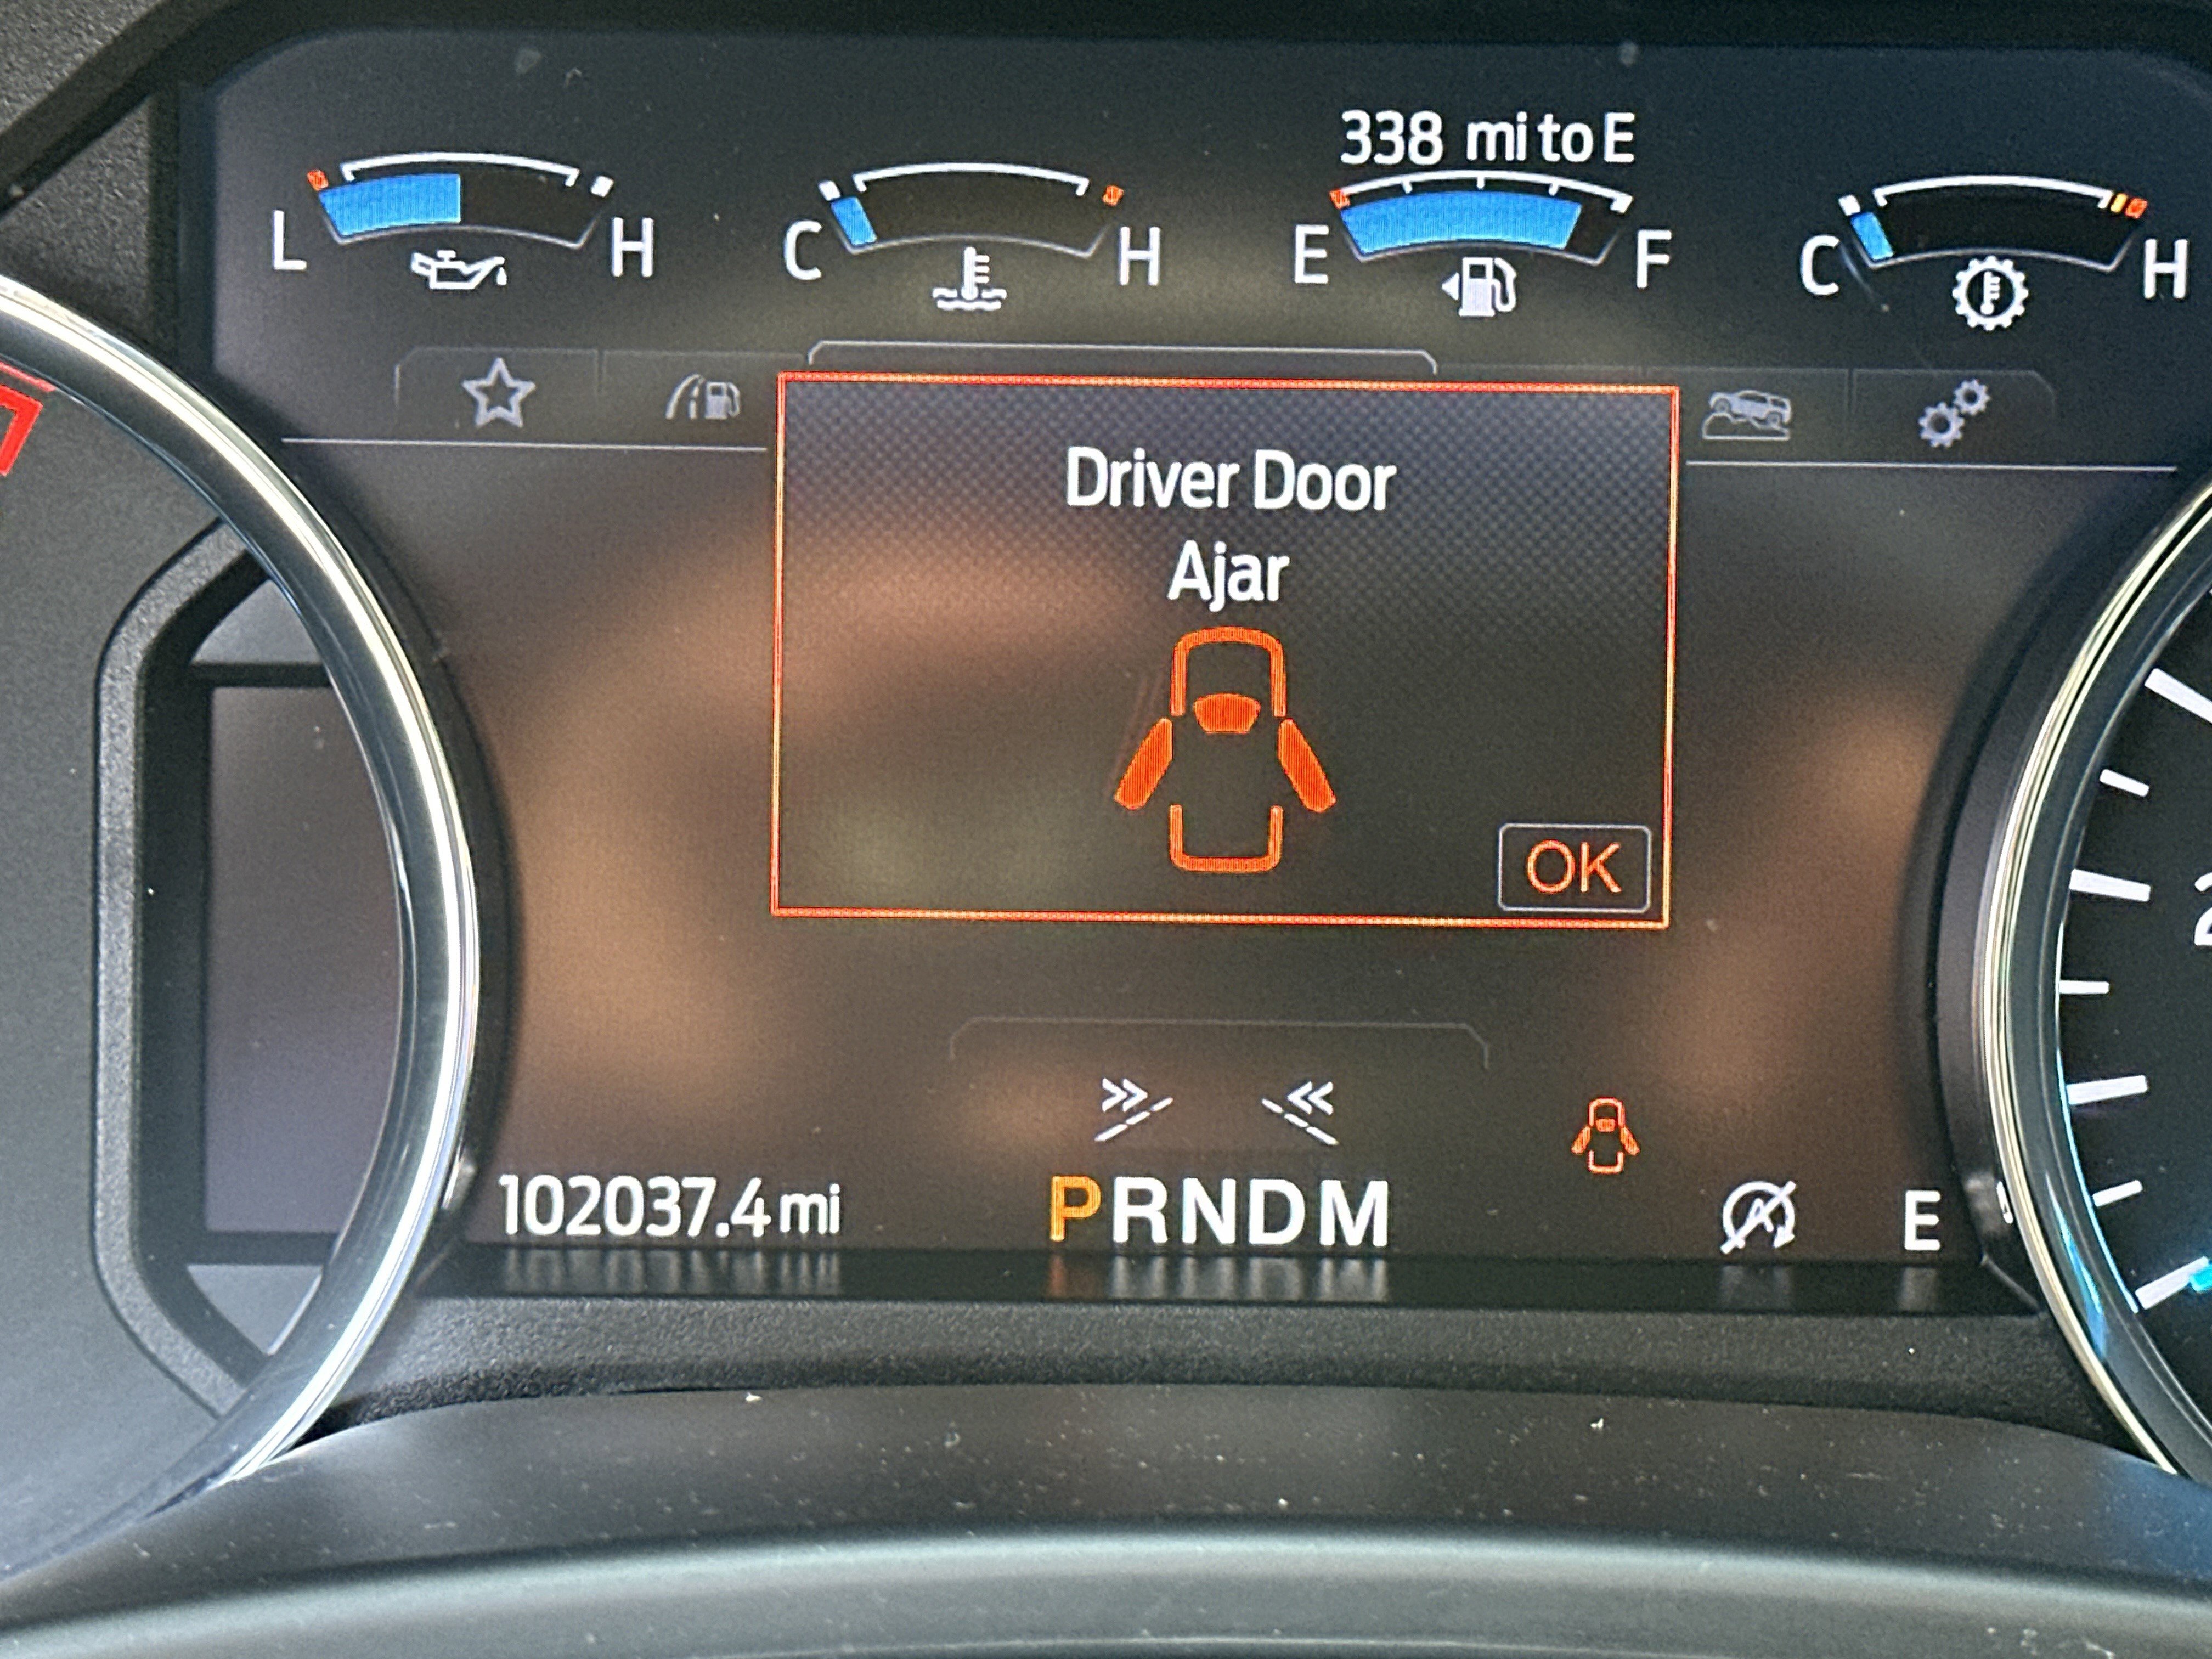 338 mi to E
L H C H E F C H
Driver Door
Ajar
OK
102037.4 mi PRNDM E